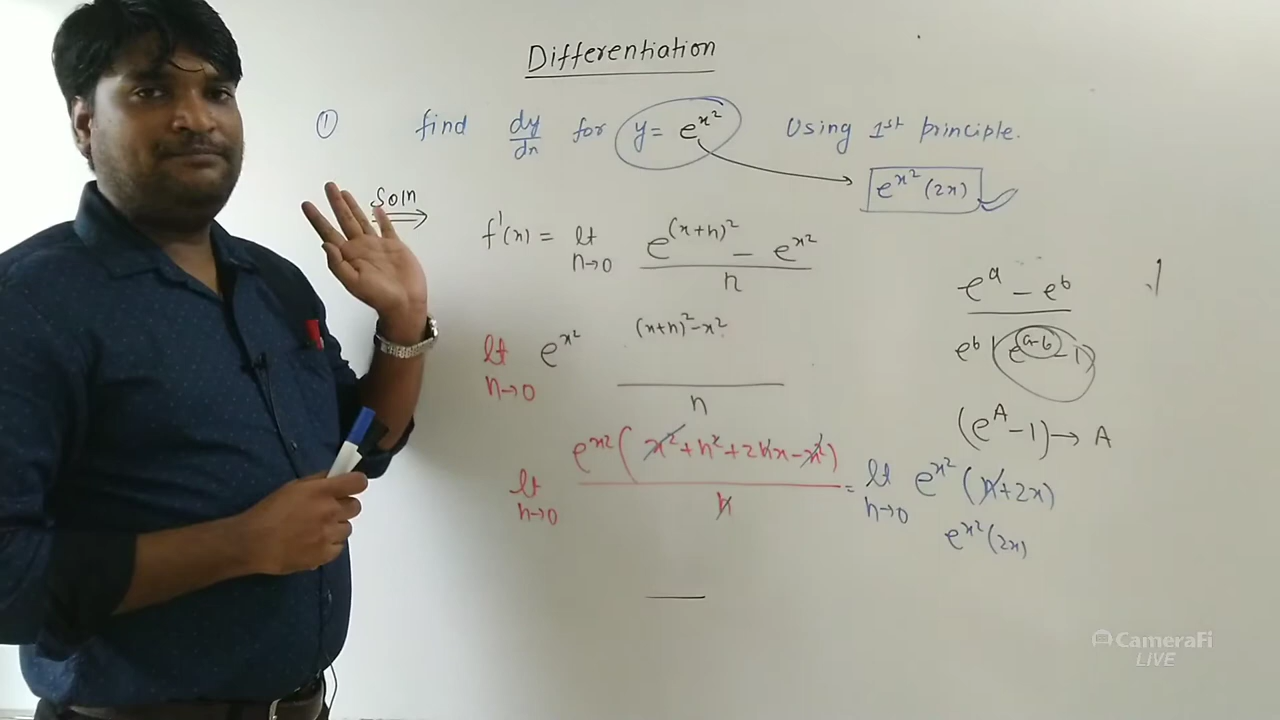 Differentiation
① find dy/dx for y = e^x² Using 1st principle.
e^x² (2x)
Soln
f'(x) = lt h→0 e^(x+h)² − e^x² / h
e^a − e^b
lt h→0 e^x² (x+h)²−x² / h
e^b (e^a-b − 1)
(e^A − 1) → A
lt h→0 e^x² ( x² + h² + 2hx − x² ) / h = lt h→0 e^x² (h + 2x)
e^x² (2x)
CameraFi
LIVE